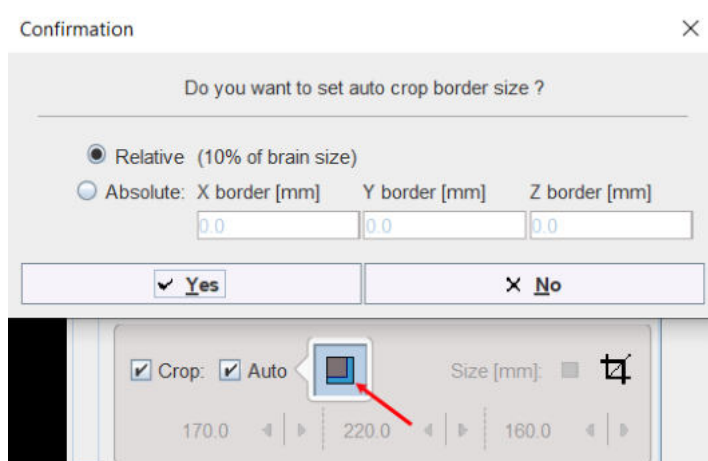 Confirmation
Do you want to set auto crop border size ?
Relative (10% of brain size)
Absolute: X border [mm] Y border [mm] Z border [mm]
0.0 0.0 0.0
Yes No
Crop: Auto Size [mm]:
170.0 220.0 160.0